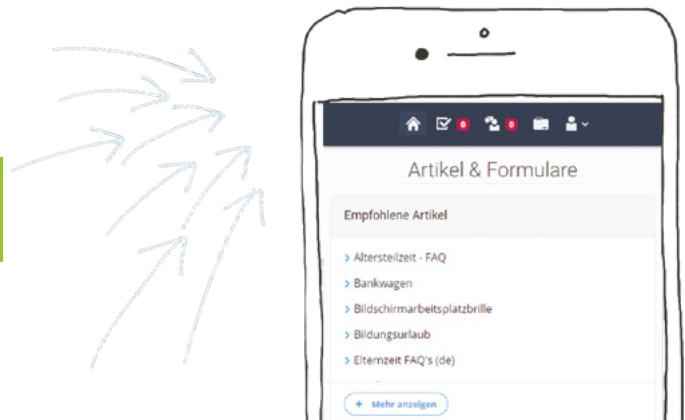 0 0
Artikel & Formulare
Empfohlene Artikel
Altersteilzeit - FAQ
Bankwagen
Bildschirmarbeitsplatzbrille
Bildungsurlaub
Elternzeit FAQ's (de)
+ Mehr anzeigen